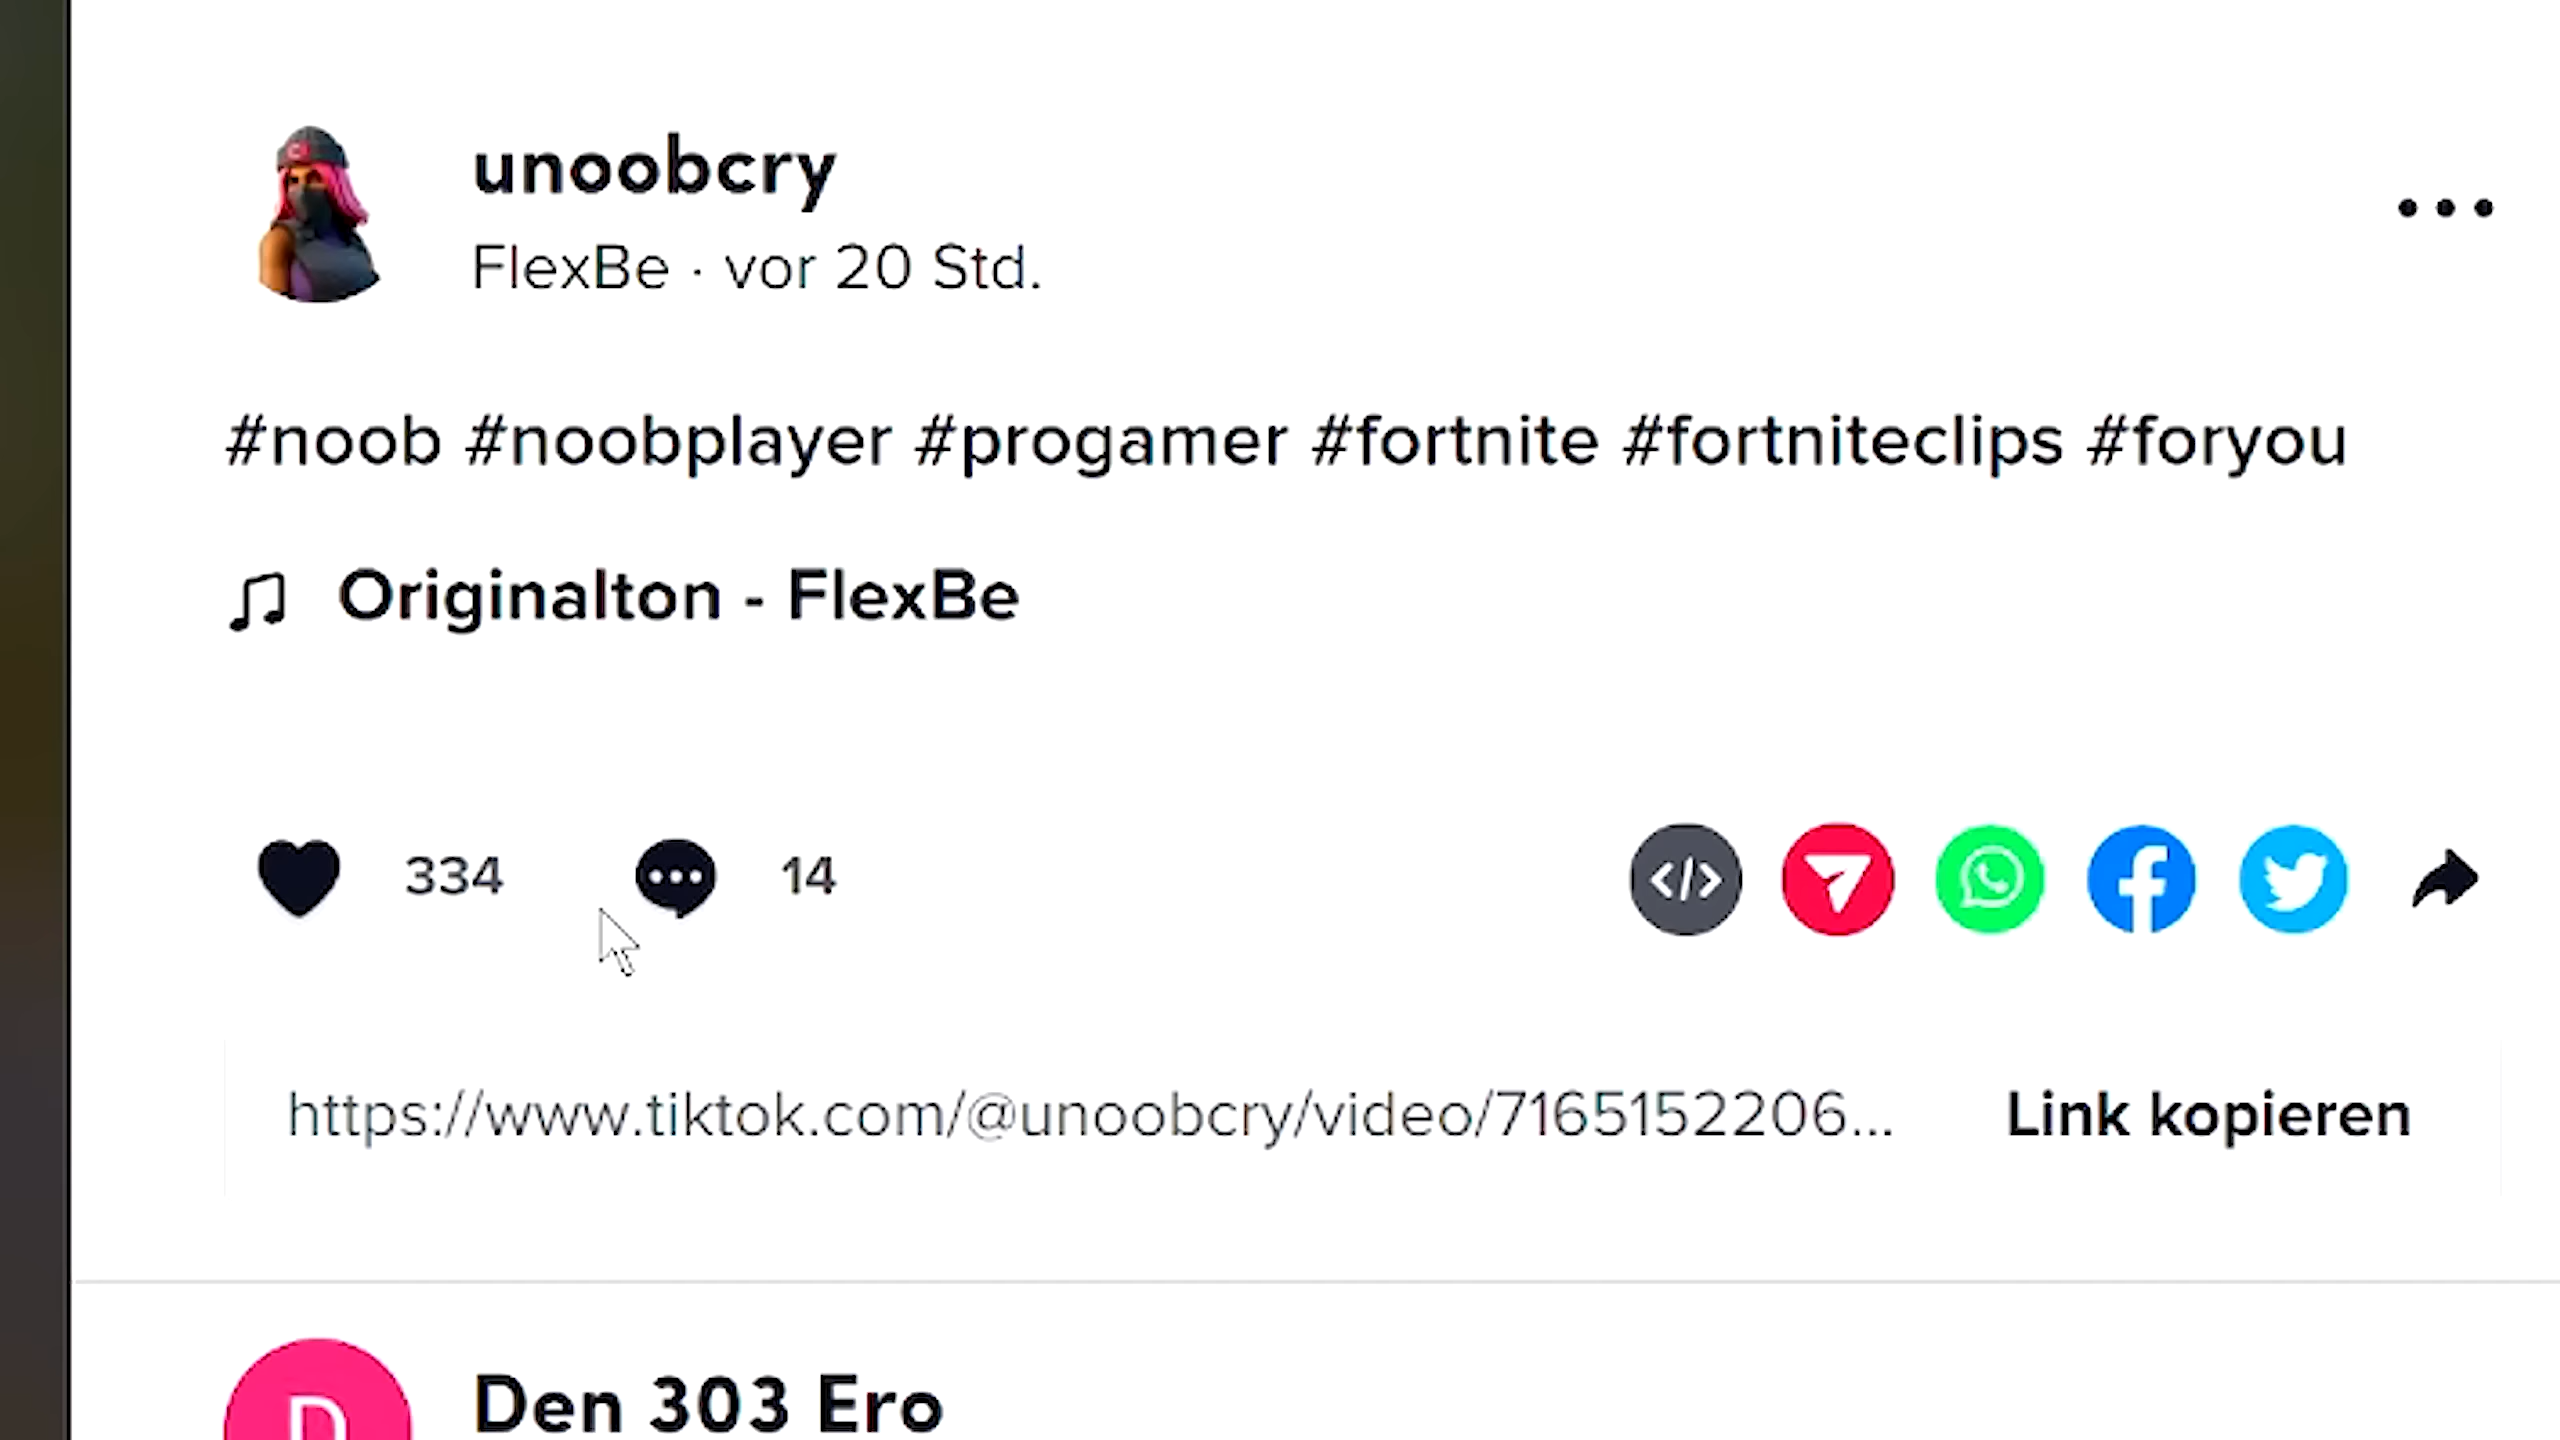 unoobcry
FlexBe · vor 20 Std.
#noob #noobplayer #progamer #fortnite #fortniteclips #foryou
Originalton - FlexBe
334 14
https://www.tiktok.com/@unoobcry/video/7165152206... Link kopieren
D Den 303 Ero